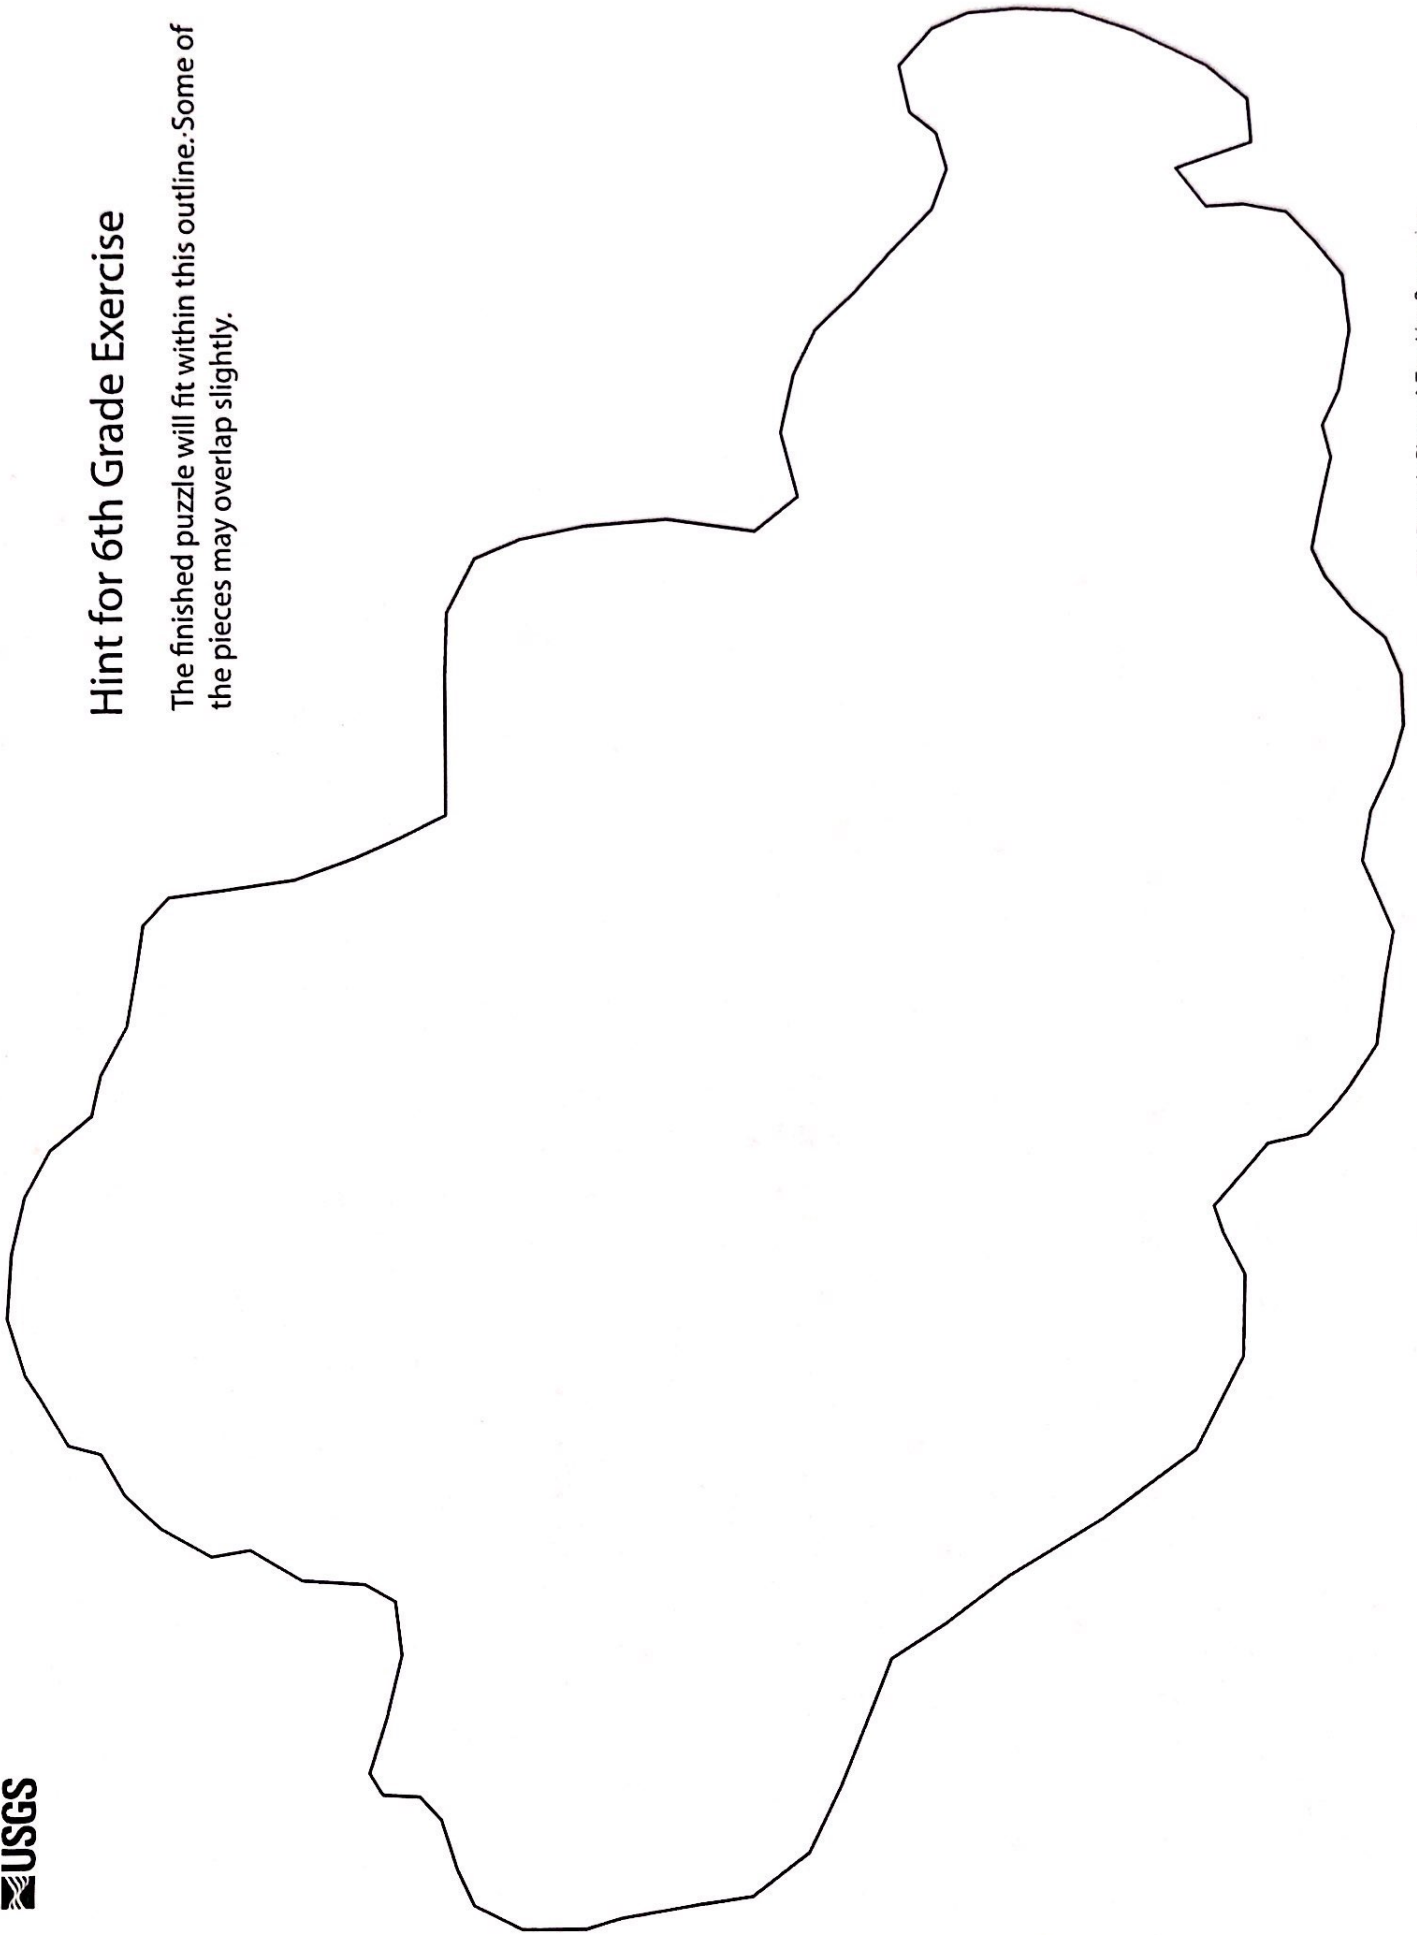 USGS
Hint for 6th Grade Exercise
The finished puzzle will fit within this outline. Some of
the pieces may overlap slightly.